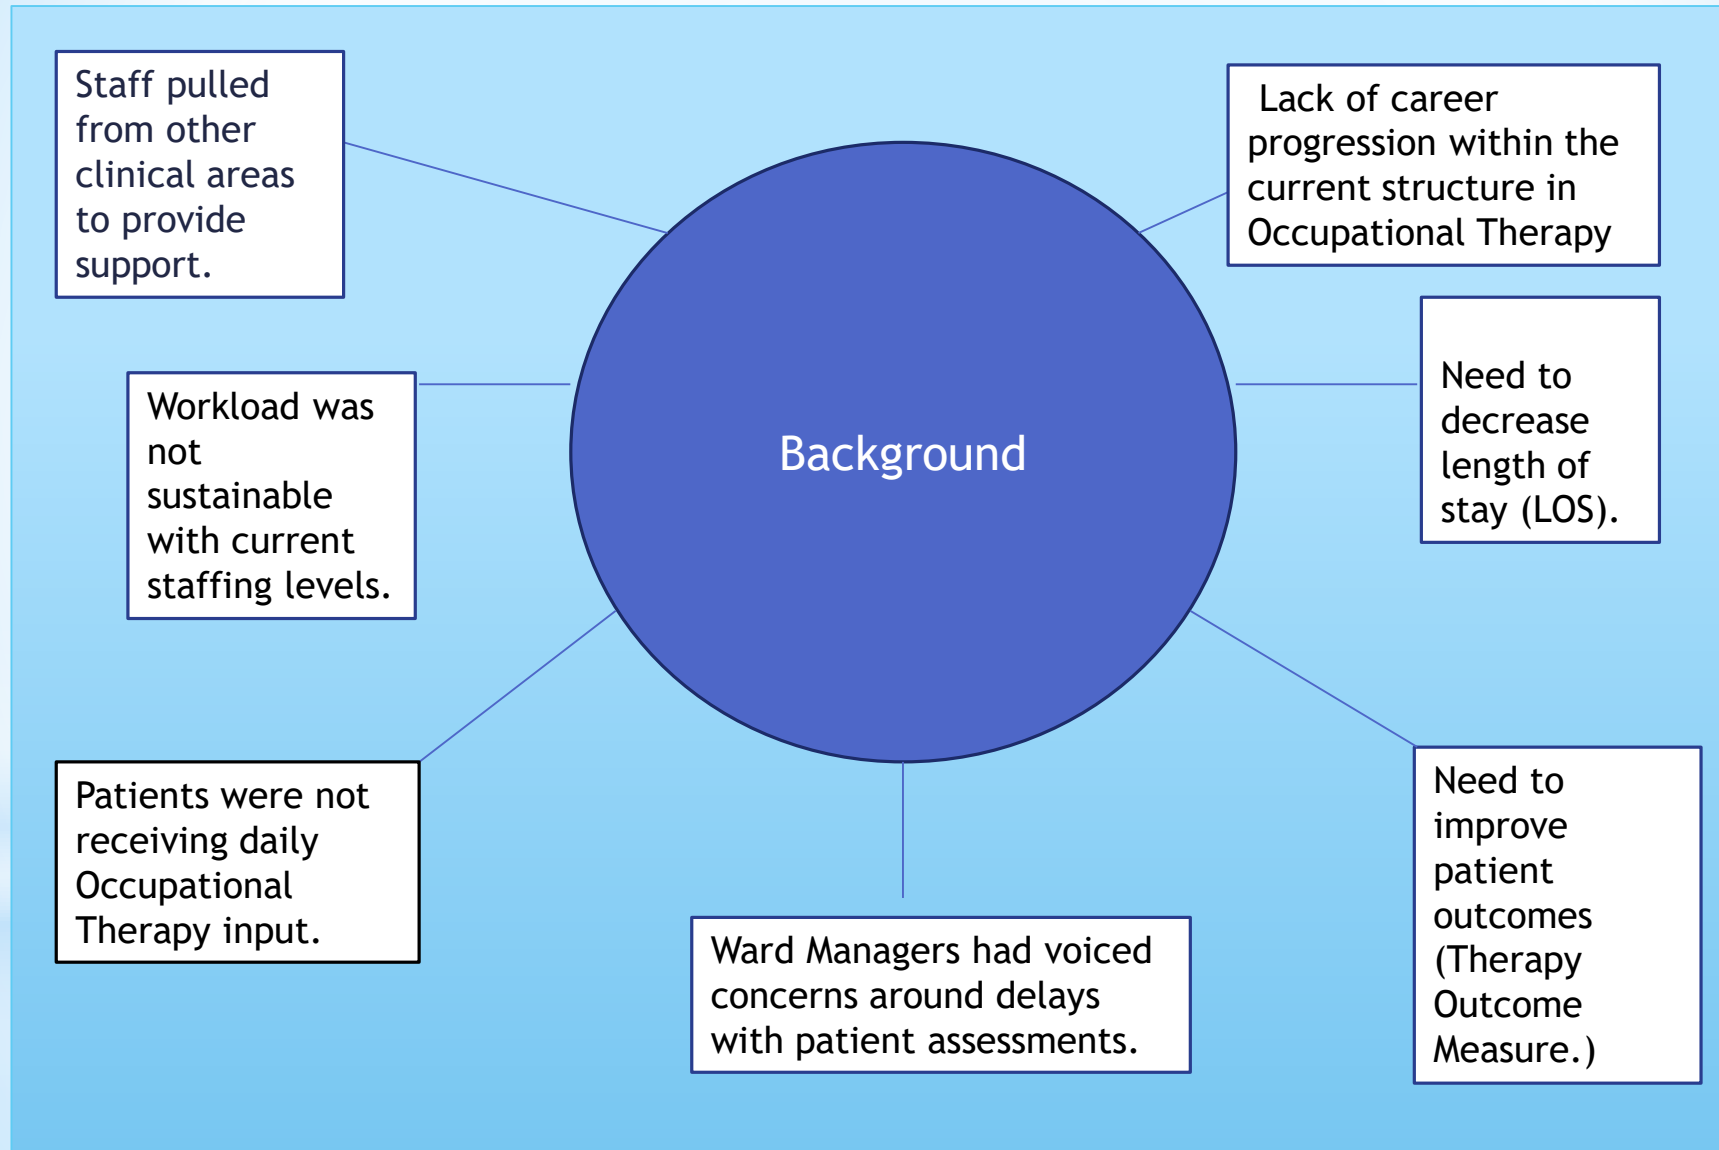 Staff pulled
from other
clinical areas
to provide
support.
Lack of career
progression within the
current structure in
Occupational Therapy
Need to
decrease
length of
stay (LOS).
Workload was
not
sustainable
with current
staffing levels.
Background
Patients were not
receiving daily
Occupational
Therapy input.
Ward Managers had voiced
concerns around delays
with patient assessments.
Need to
improve
patient
outcomes
(Therapy
Outcome
Measure.)